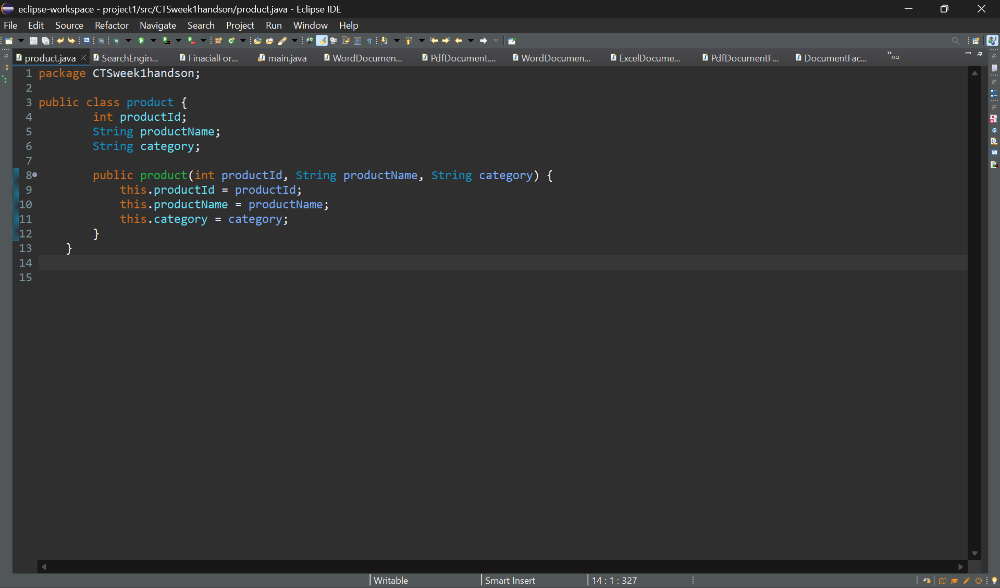 eclipse-workspace - project1/src/CTSweek1handson/product.java - Eclipse IDE
File Edit Source Refactor Navigate Search Project Run Window Help
product.java SearchEngin... FinacialFor... main.java WordDocumen... PdfDocument.... WordDocumen... ExcelDocume... PdfDocumentF... DocumentFac...
1 package CTSweek1handson;
2
3 public class product {
4 int productId;
5 String productName;
6 String category;
7
8 public product(int productId, String productName, String category) {
9 this.productId = productId;
10 this.productName = productName;
11 this.category = category;
12 }
13 }
14
15
Writable Smart Insert 14 : 1 : 327